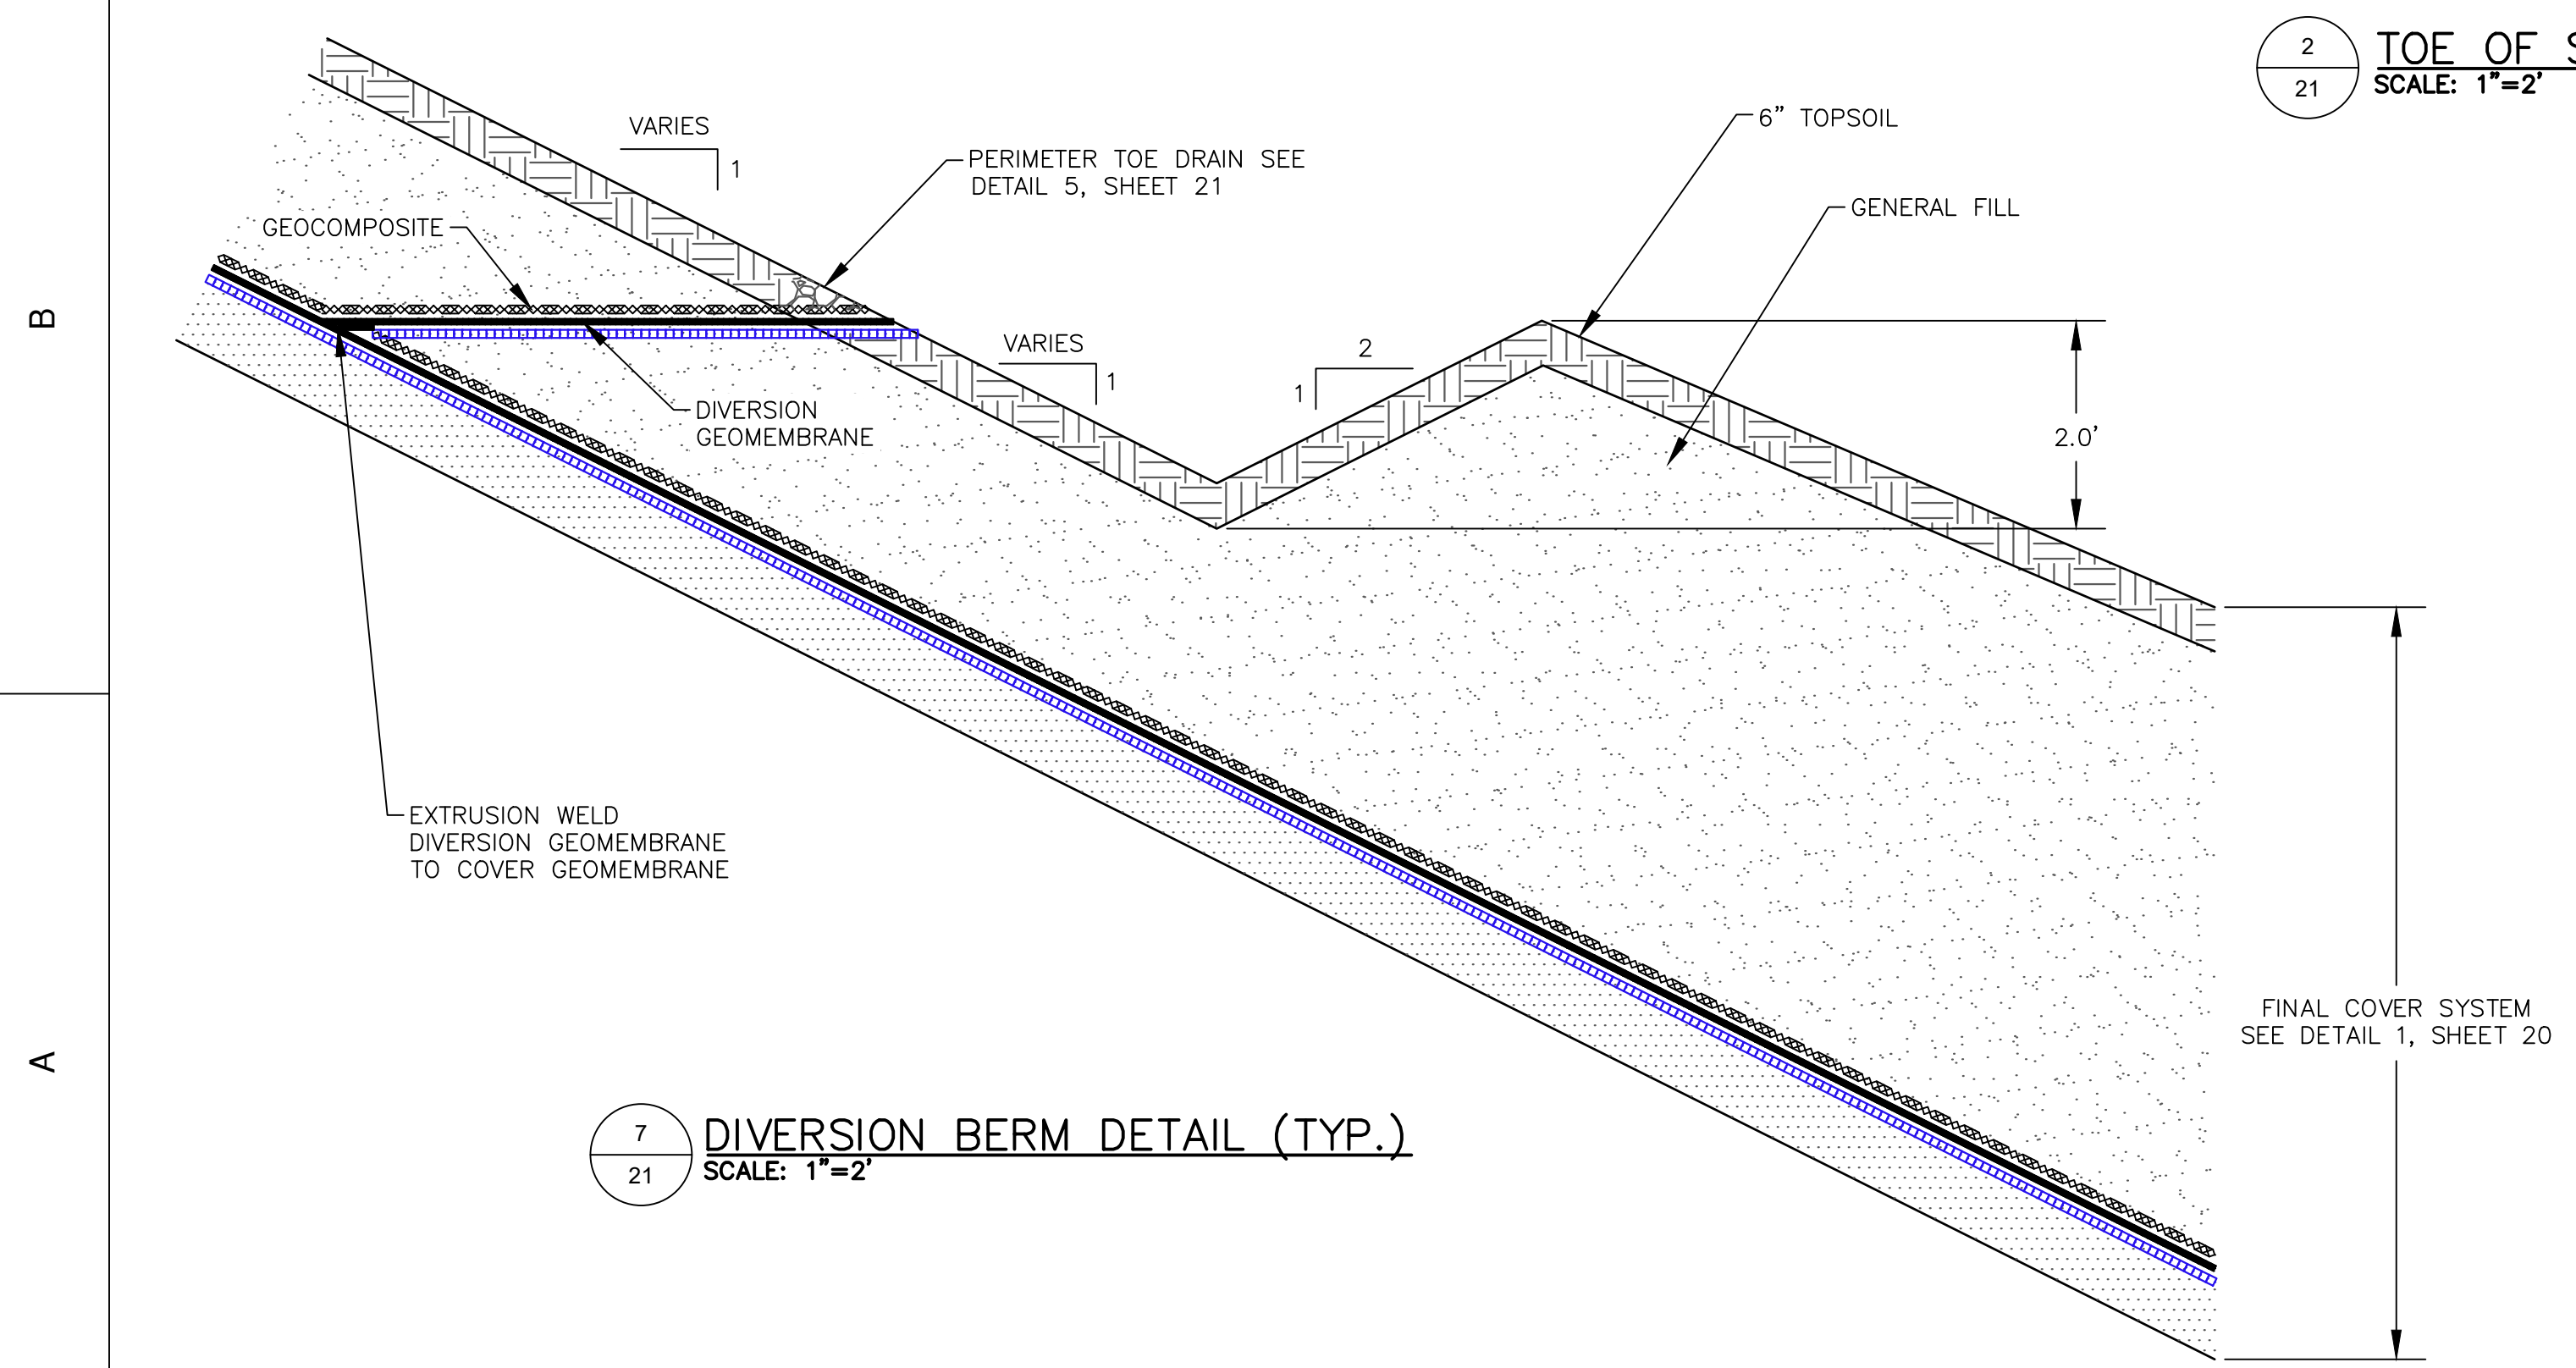 2
21
TOE OF S
SCALE: 1"=2'
6" TOPSOIL
VARIES
1
PERIMETER TOE DRAIN SEE
DETAIL 5, SHEET 21
GENERAL FILL
GEOCOMPOSITE
B
VARIES
1
2
1
DIVERSION
GEOMEMBRANE
2.0'
EXTRUSION WELD
DIVERSION GEOMEMBRANE
TO COVER GEOMEMBRANE
FINAL COVER SYSTEM
SEE DETAIL 1, SHEET 20
A
7
21
DIVERSION BERM DETAIL (TYP.)
SCALE: 1"=2'